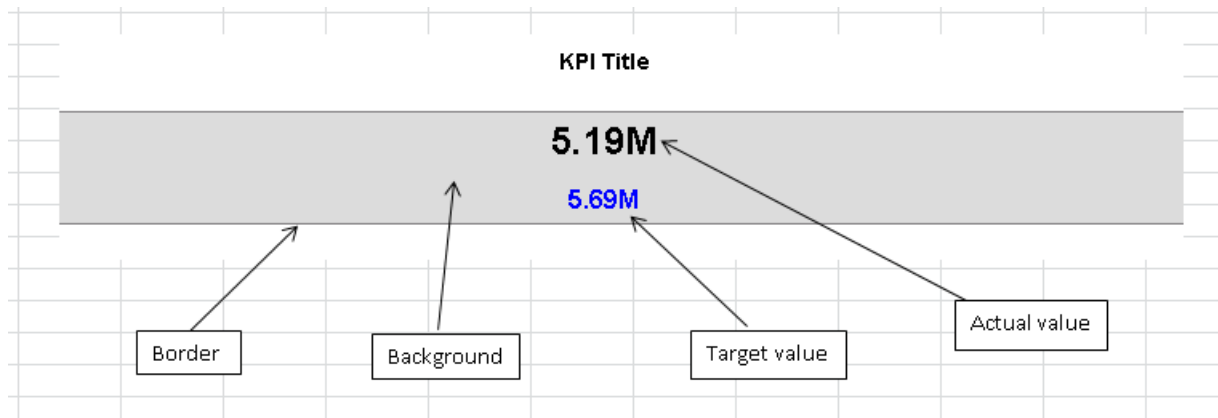 KPI Title
5.19M
5.69M
Actual value
Border
Background
Target value